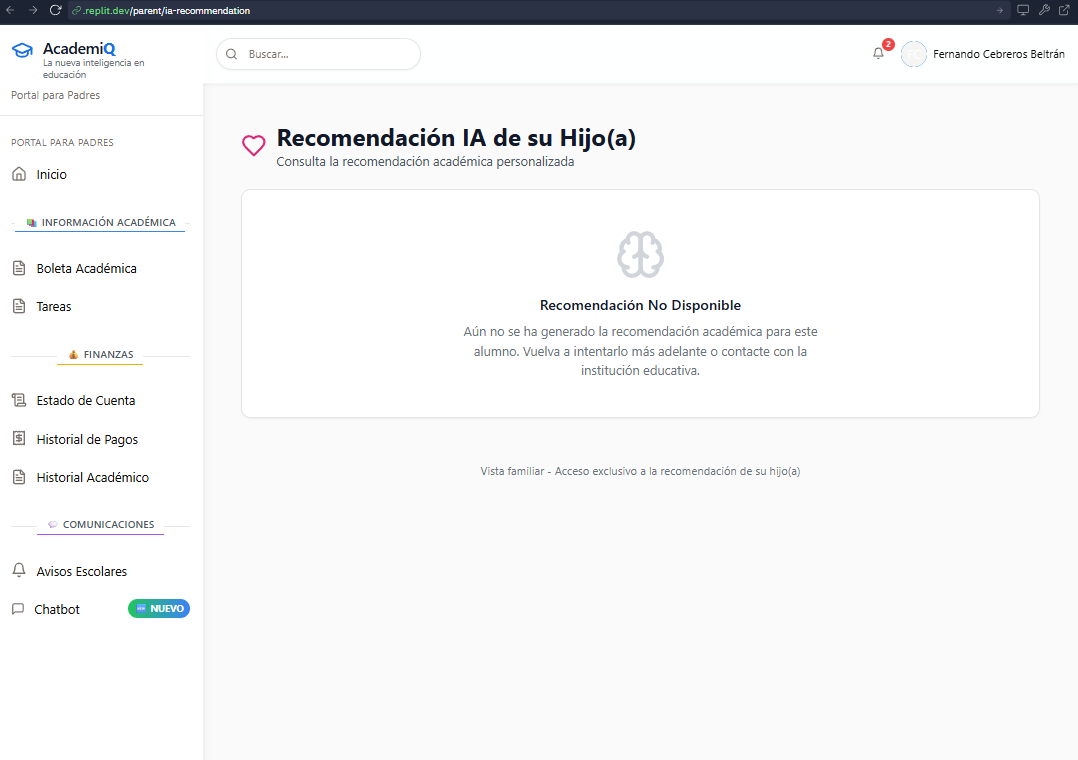 .replit.dev/parent/ia-recommendation
AcademiQ
La nueva inteligencia en
educación
Portal para Padres
Buscar...
2
Fernando Cebreros Beltrán
PORTAL PARA PADRES
Inicio
INFORMACIÓN ACADÉMICA
Boleta Académica
Tareas
FINANZAS
Estado de Cuenta
Historial de Pagos
Historial Académico
COMUNICACIONES
Avisos Escolares
Chatbot
NUEVO
Recomendación IA de su Hijo(a)
Consulta la recomendación académica personalizada
Recomendación No Disponible
Aún no se ha generado la recomendación académica para este
alumno. Vuelva a intentarlo más adelante o contacte con la
institución educativa.
Vista familiar - Acceso exclusivo a la recomendación de su hijo(a)